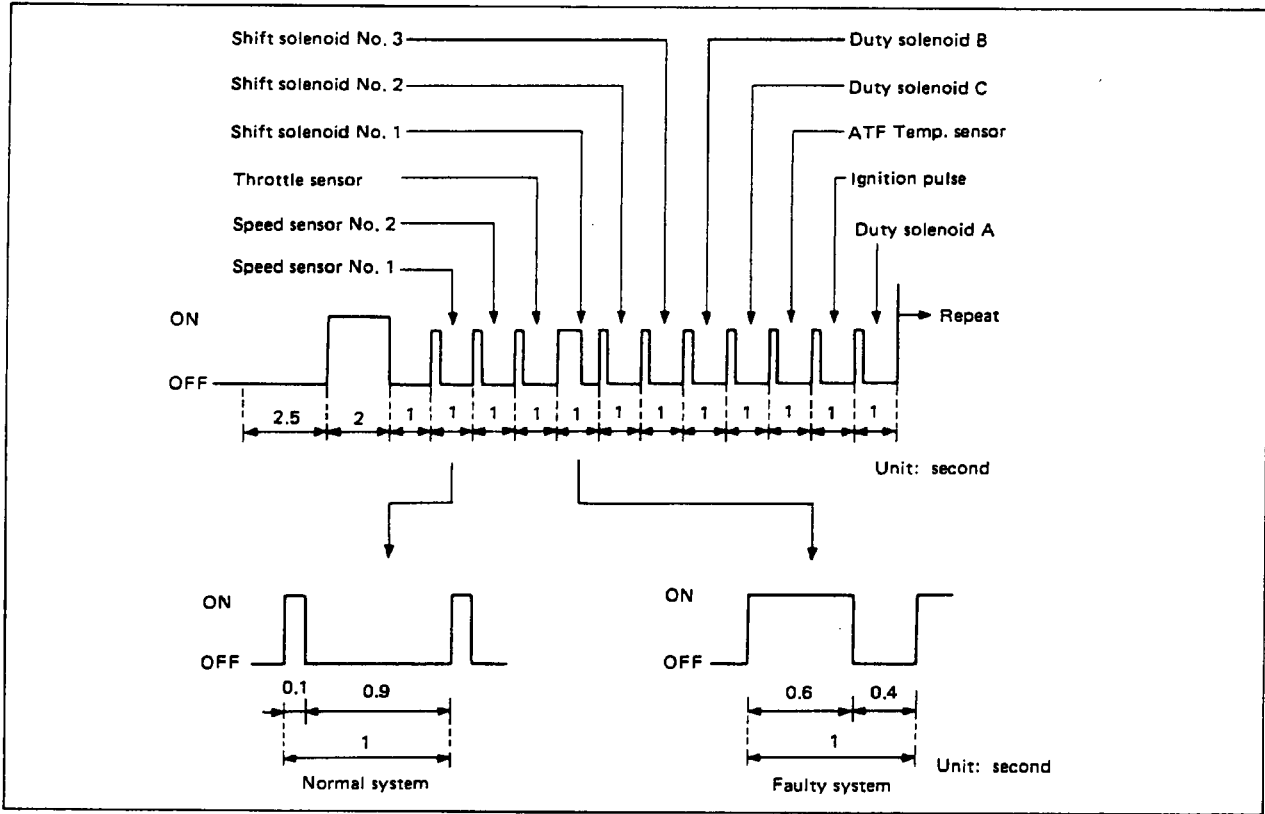 Shift solenoid No. 3
Duty solenoid B
Shift solenoid No. 2
Duty solenoid C
Shift solenoid No. 1
ATF Temp. sensor
Throttle sensor
Ignition pulse
Speed sensor No. 2
Duty solenoid A
Speed sensor No. 1
ON
Repeat
OFF
2.5 2 1 1 1 1 1 1 1 1 1 1 1 1
Unit: second
ON
OFF
0.1 0.9
1
Normal system
ON
OFF
0.6 0.4
1
Unit: second
Faulty system